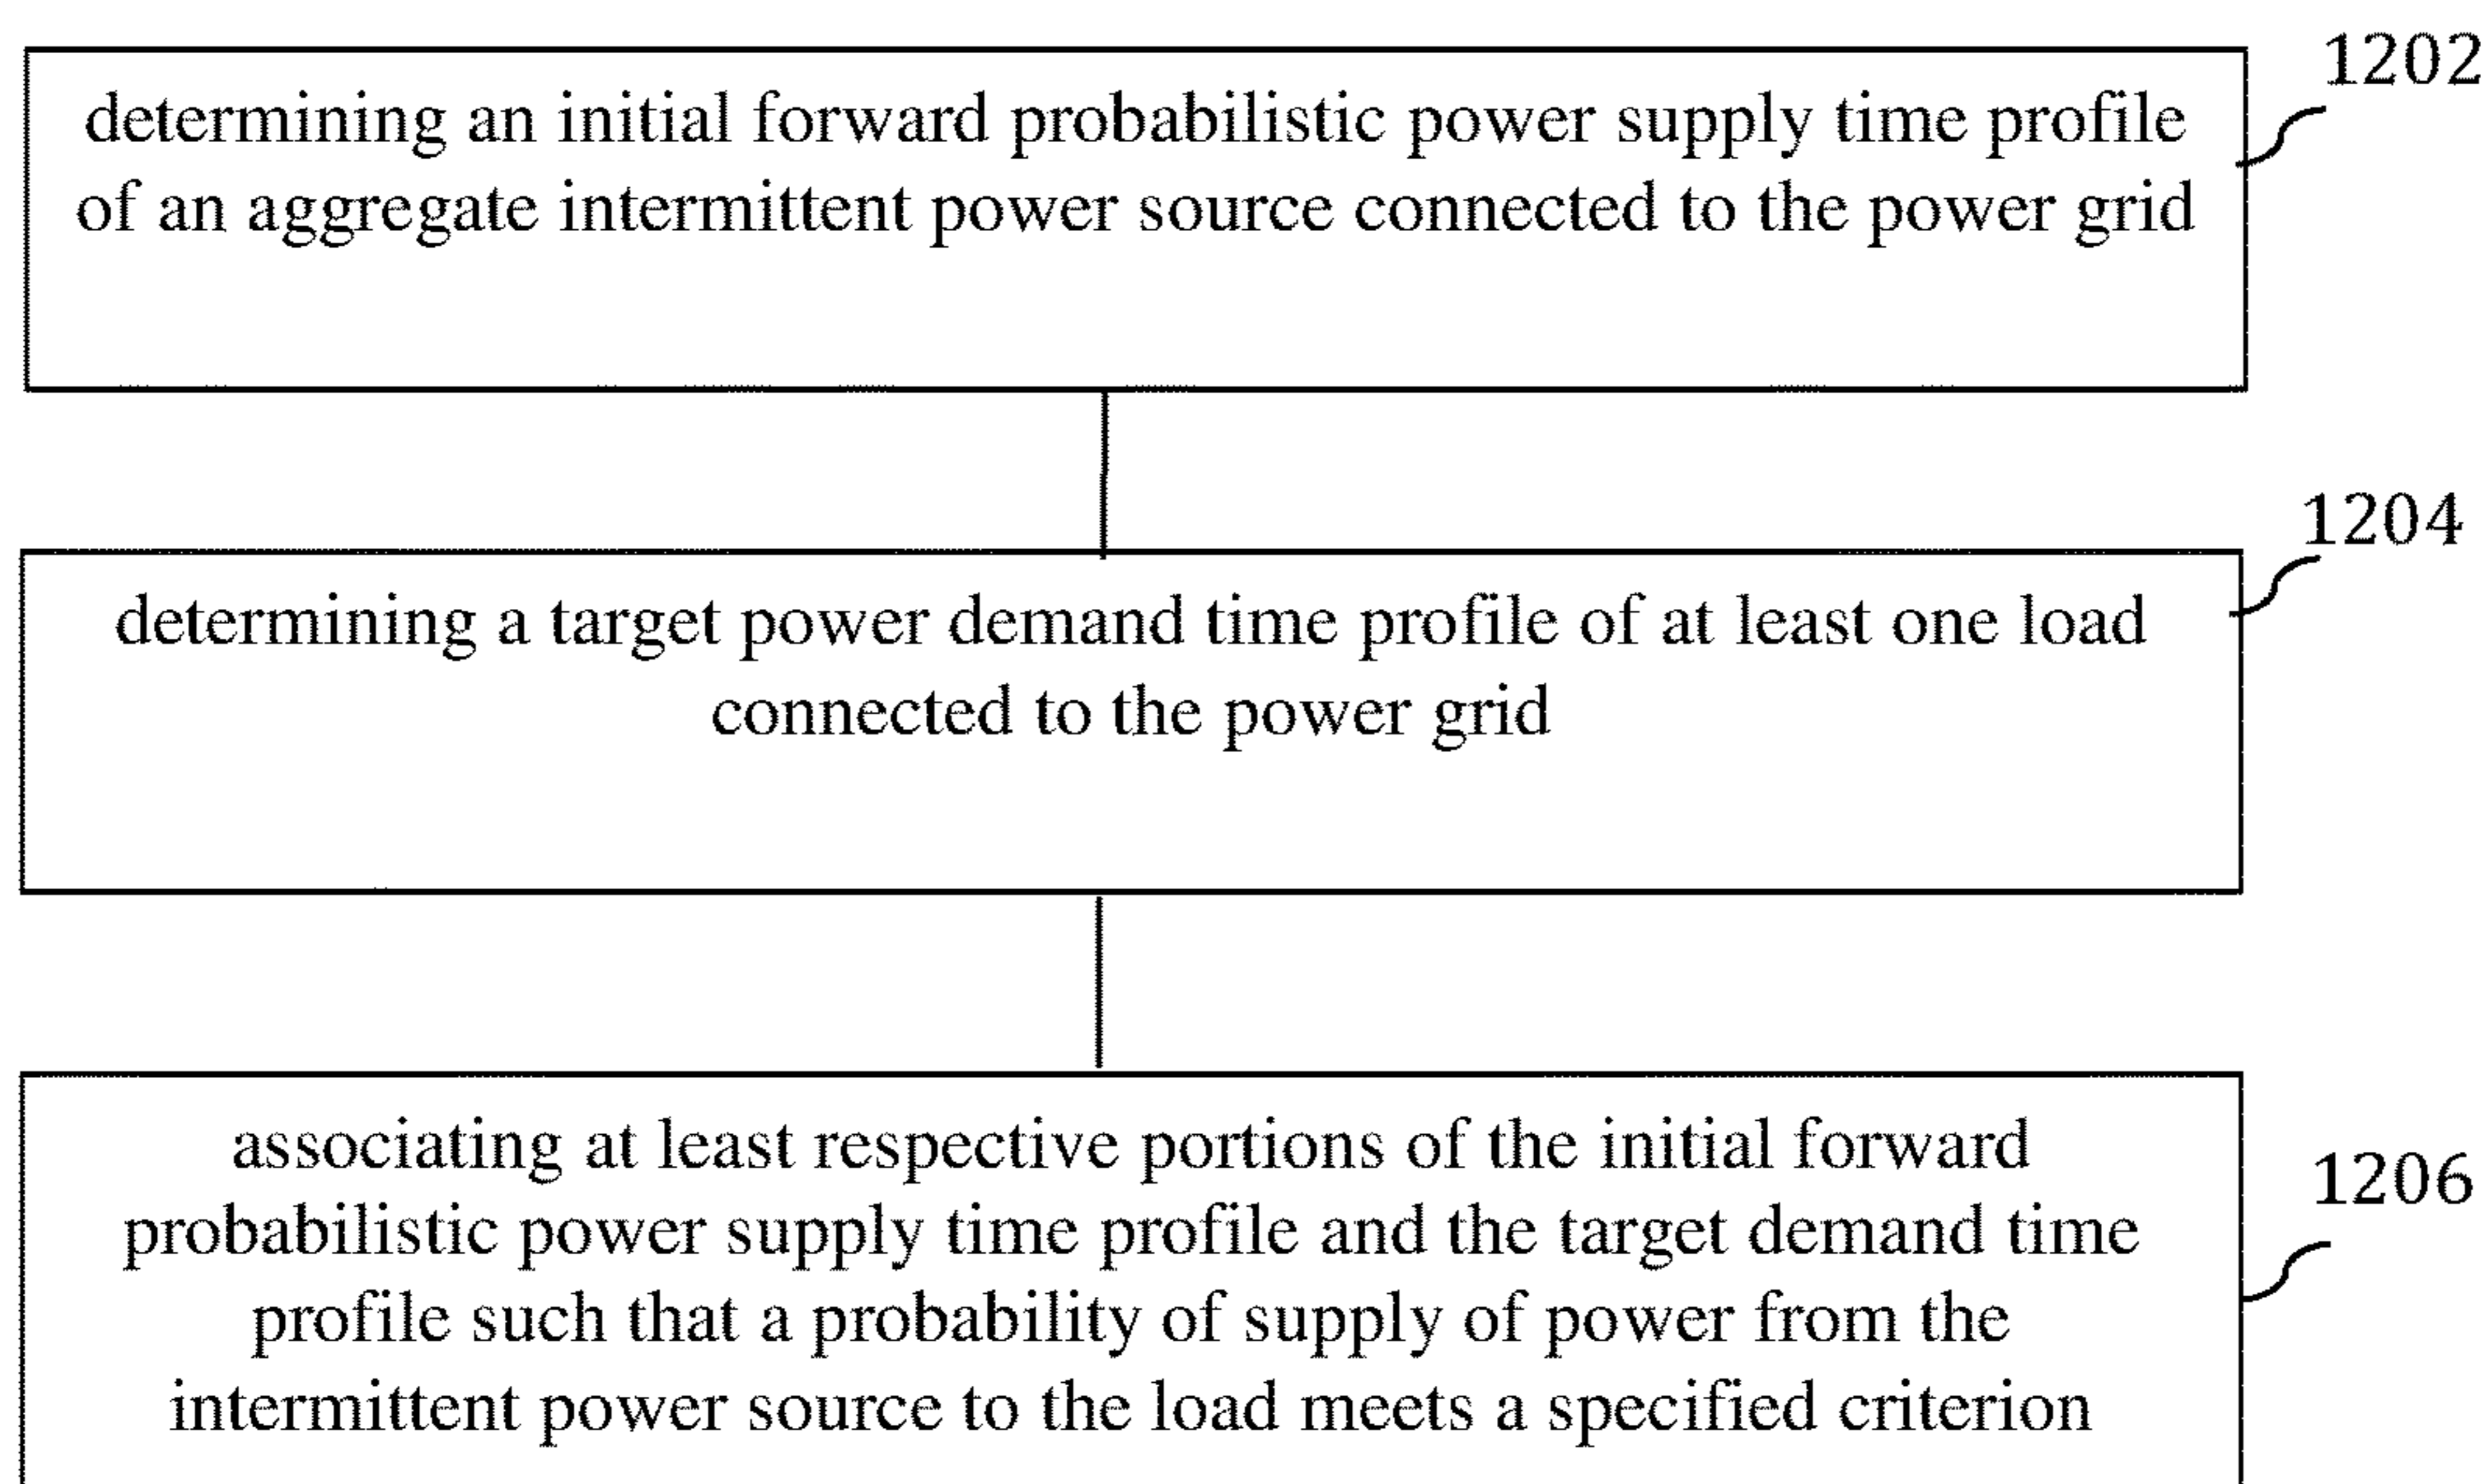 1202
determining an initial forward probabilistic power supply time profile
of an aggregate intermittent power source connected to the power grid
1204
determining a target power demand time profile of at least one load
connected to the power grid
associating at least respective portions of the initial forward
1206
probabilistic power supply time profile and the target demand time
profile such that a probability of supply of power from the
intermittent power source to the load meets a specified criterion